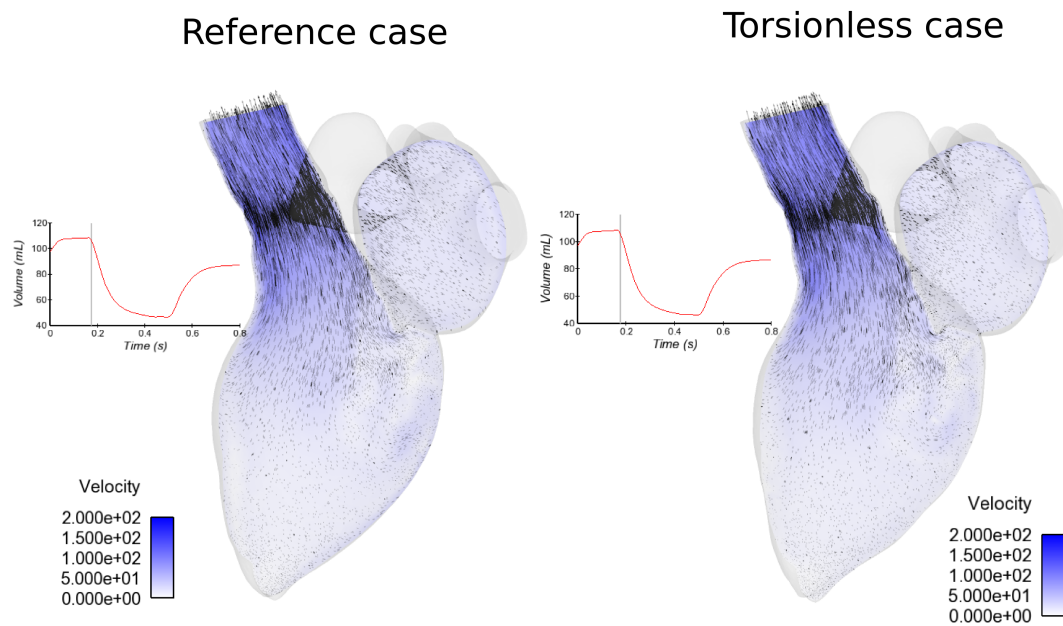 Reference case
Torsionless case
120
100
80
60
40
Volume (mL)
0
0.2
0.4
0.6
0.8
Time (s)
120
100
80
60
40
Volume (mL)
0
0.2
0.4
0.6
0.8
Time (s)
Velocity
2.000e+02
1.500e+02
1.000e+02
5.000e+01
0.000e+00
Velocity
2.000e+02
1.500e+02
1.000e+02
5.000e+01
0.000e+00